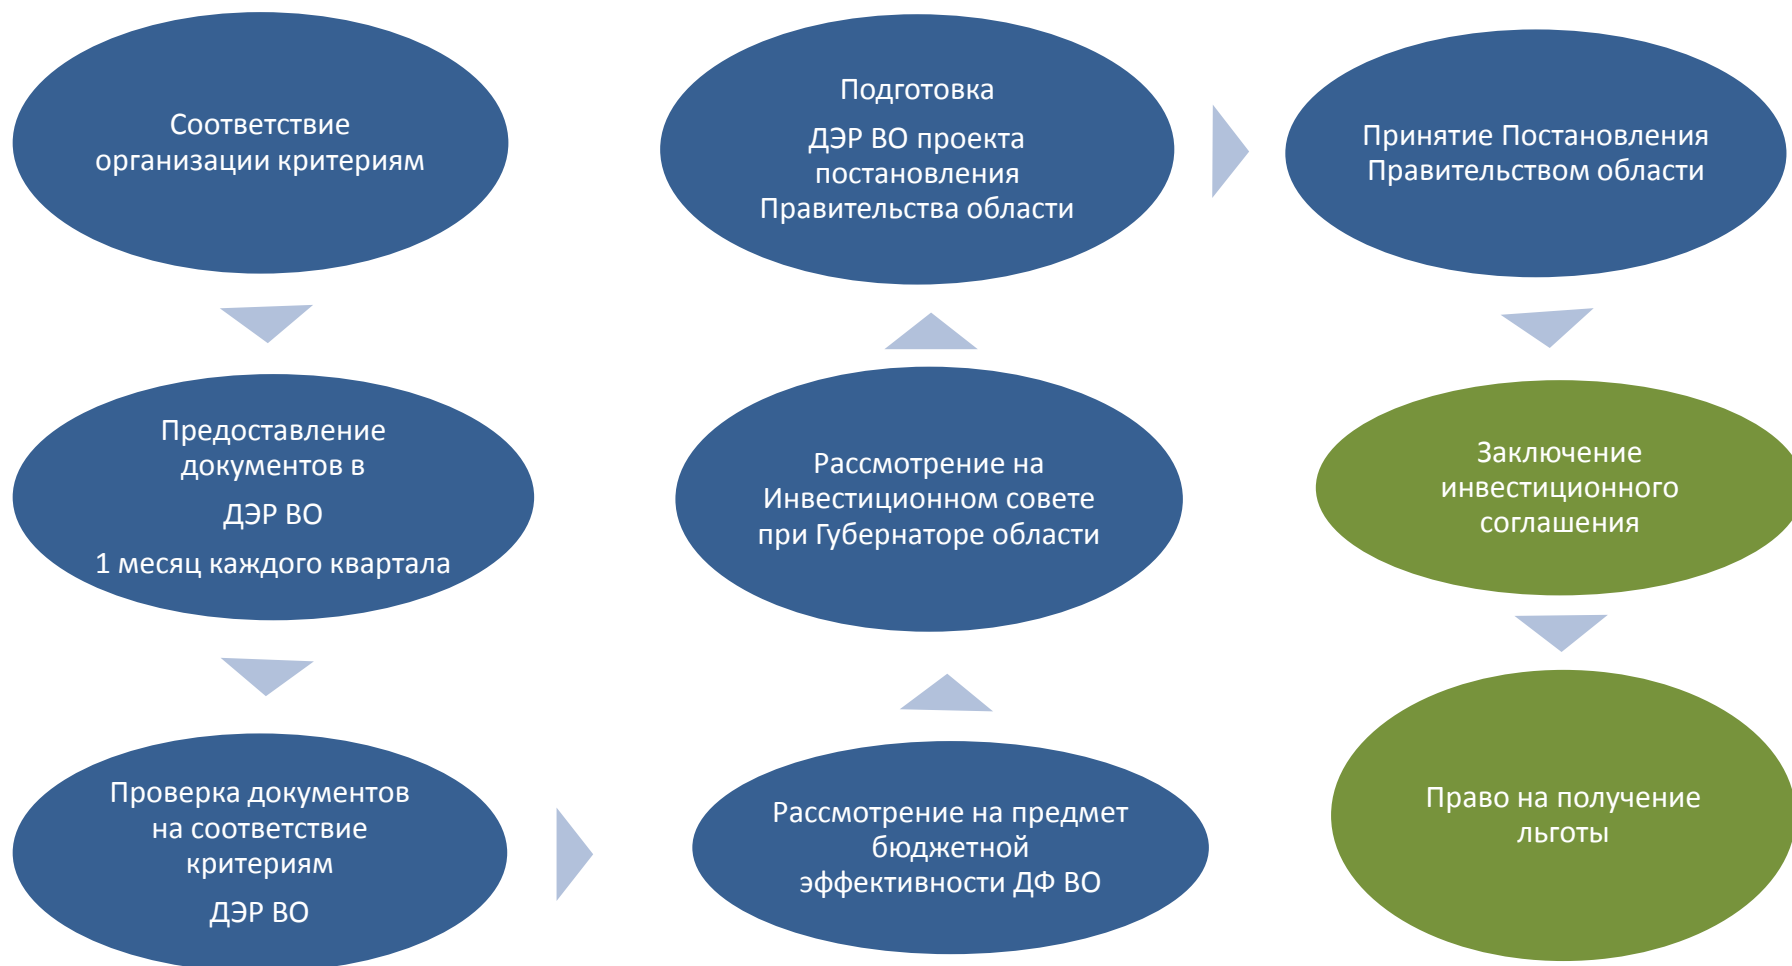 Соответствие
организации критериям
Предоставление
документов в
ДЭР ВО
1 месяц каждого квартала
Проверка документов
на соответствие
критериям
ДЭР ВО
Рассмотрение на предмет
бюджетной
эффективности ДФ ВО
Рассмотрение на
Инвестиционном совете
при Губернаторе области
Подготовка
ДЭР ВО проекта
постановления
Правительства области
Принятие Постановления
Правительством области
Заключение
инвестиционного
соглашения
Право на получение
льготы